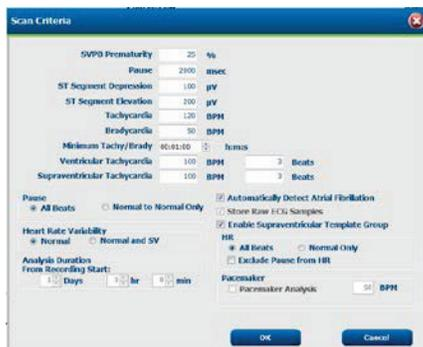 Scan Criteria
SVPB Prematurity 25 %
Pause 2000 msec
ST Segment Depression 100 µV
ST Segment Elevation 200 µV
Tachycardia 120 BPM
Bradycardia 50 BPM
Minimum Tachy/Brady 00:01:00 h:m:s
Ventricular Tachycardia 100 BPM 3 Beats
Supraventricular Tachycardia 100 BPM 3 Beats
Pause
All Beats Normal to Normal Only
Heart Rate Variability
Normal Normal and SV
Analysis Duration
From Recording Start:
Days hr 0 min
Automatically Detect Atrial Fibrillation
Store Raw ECG Samples
Enable Supraventricular Template Group
HR
All Beats Normal Only
Exclude Pause from HR
Pacemaker
Pacemaker Analysis 50 BPM
OK Cancel